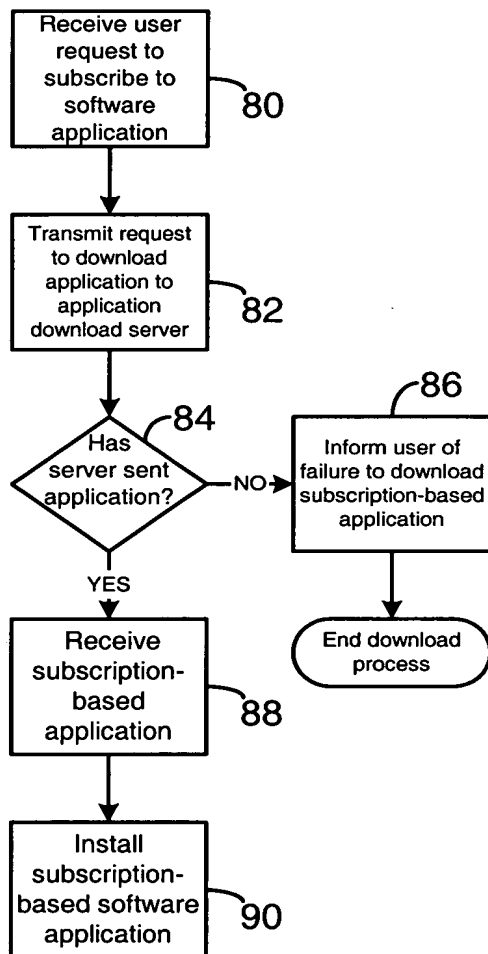 Receive user
request to
subscribe to
software
application
80
Transmit request
to download
application to
application
download server
82
84
Has
server sent
application?
NO
86
Inform user of
failure to download
subscription-based
application
End download
process
YES
Receive
subscription-
based
application
88
Install
subscription-
based software
application
90